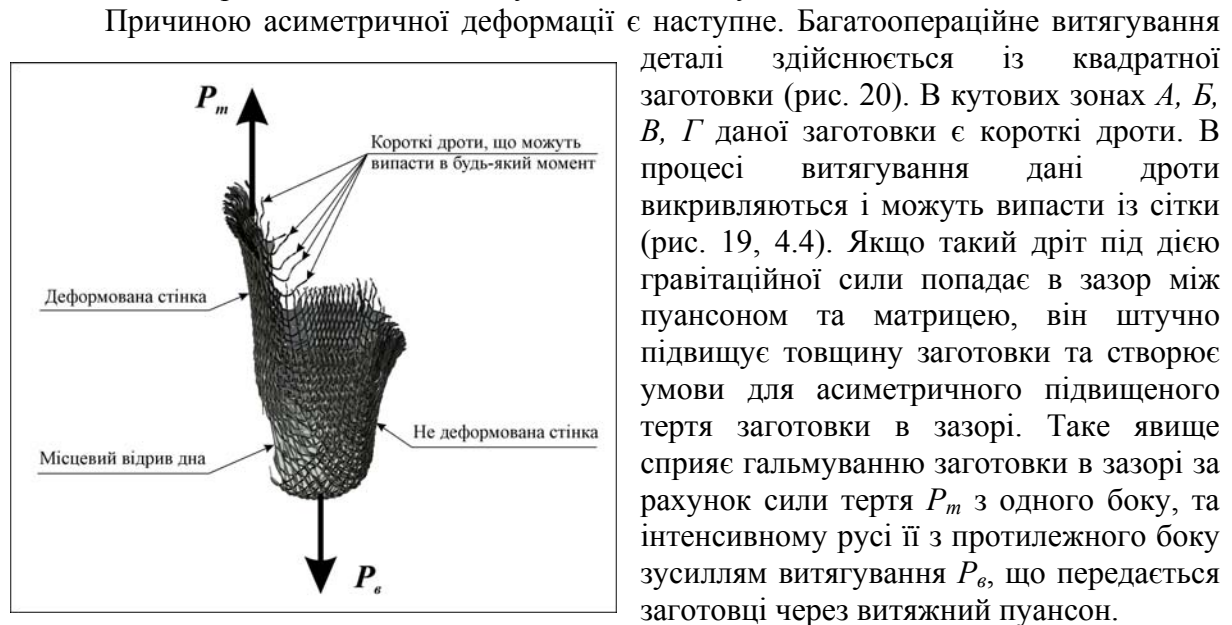 Причиною асиметричної деформації є наступне. Багатоопераційне витягування
деталі здійснюється із квадратної
заготовки (рис. 20). В кутових зонах А, Б,
В, Г даної заготовки є короткі дроти. В
процесі витягування дані дроти
викривляються і можуть випасти із сітки
(рис. 19, 4.4). Якщо такий дріт під дією
гравітаційної сили попадає в зазор між
пуансоном та матрицею, він штучно
підвищує товщину заготовки та створює
умови для асиметричного підвищеного
тертя заготовки в зазорі. Таке явище
сприяє гальмуванню заготовки в зазорі за
рахунок сили тертя Рт з одного боку, та
інтенсивному русі її з протилежного боку
зусиллям витягування Рв, що передається
заготовці через витяжний пуансон.
Рт
Короткі дроти, що можуть
випасти в будь-який момент
Деформована стінка
Не деформована стінка
Місцевий відрив дна
Рв